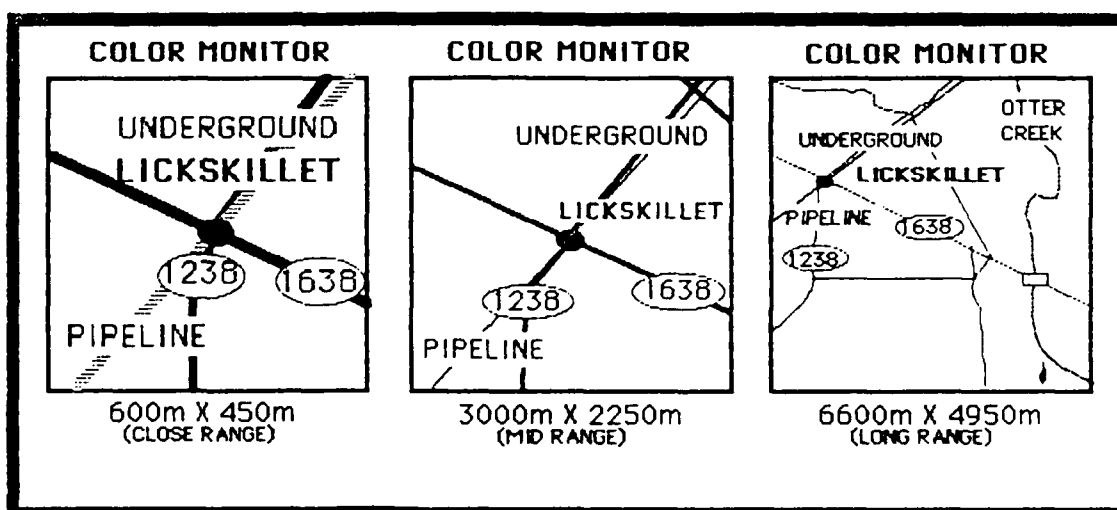 COLOR MONITOR
UNDERGROUND
LICKSKILLET
1238
1638
PIPELINE
600m X 450m
(CLOSE RANGE)
COLOR MONITOR
UNDERGROUND
LICKSKILLET
1238
1638
PIPELINE
3000m X 2250m
(MID RANGE)
COLOR MONITOR
OTTER
CREEK
UNDERGROUND
LICKSKILLET
PIPELINE
1638
1238
6600m X 4950m
(LONG RANGE)